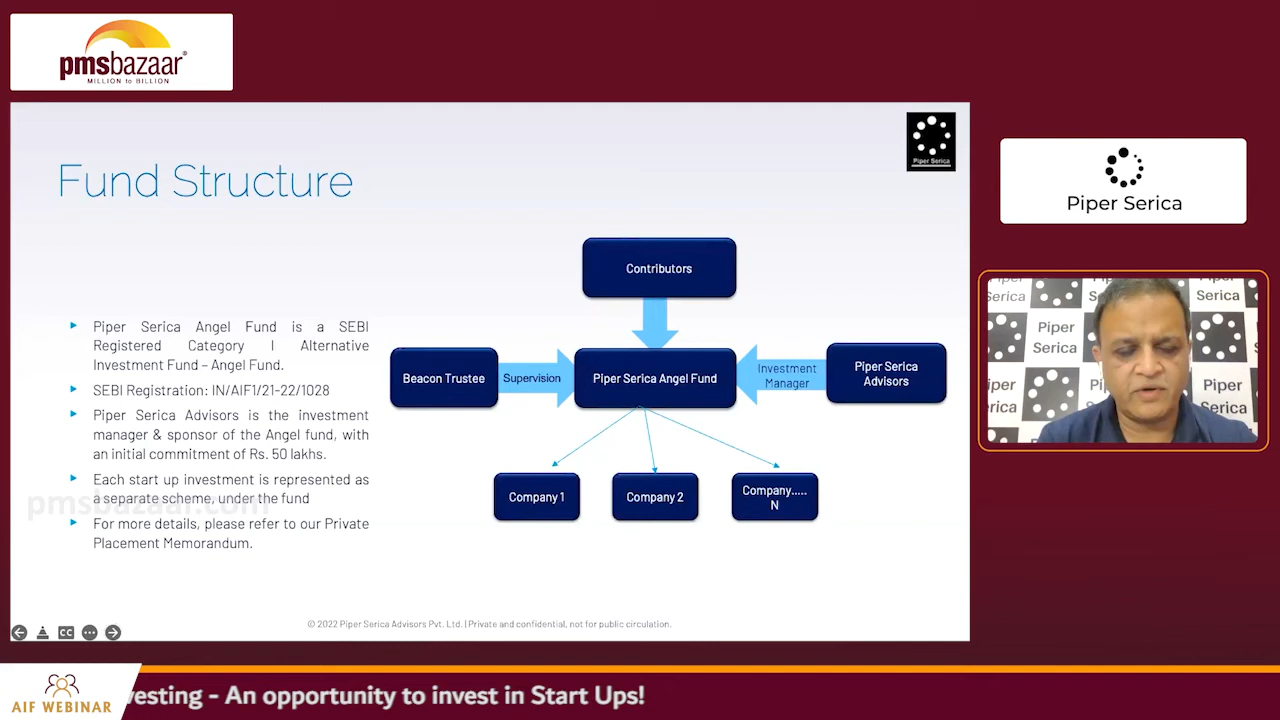 pmsbazaar®
MILLION to BILLION
Piper Serica
Fund Structure
Piper Serica Angel Fund is a SEBI
Registered Category I Alternative
Investment Fund – Angel Fund.
SEBI Registration: IN/AIF1/21-22/1028
Piper Serica Advisors is the investment
manager & sponsor of the Angel fund, with
an initial commitment of Rs. 50 lakhs.
Each start up investment is represented as
a separate scheme, under the fund
For more details, please refer to our Private
Placement Memorandum.
pmsbazaar.com
Contributors
Beacon Trustee
Supervision
Piper Serica Angel Fund
Investment
Manager
Piper Serica
Advisors
Company 1
Company 2
Company.....
N
© 2022 Piper Serica Advisors Pvt. Ltd. | Private and confidential, not for public circulation.
CC
Piper Serica
Piper
Serica
Serica
Piper
Serica
Piper
Serica
Piper
erica
Piper
Serica
Piper
AIF WEBINAR
vesting - An opportunity to invest in Start Ups!